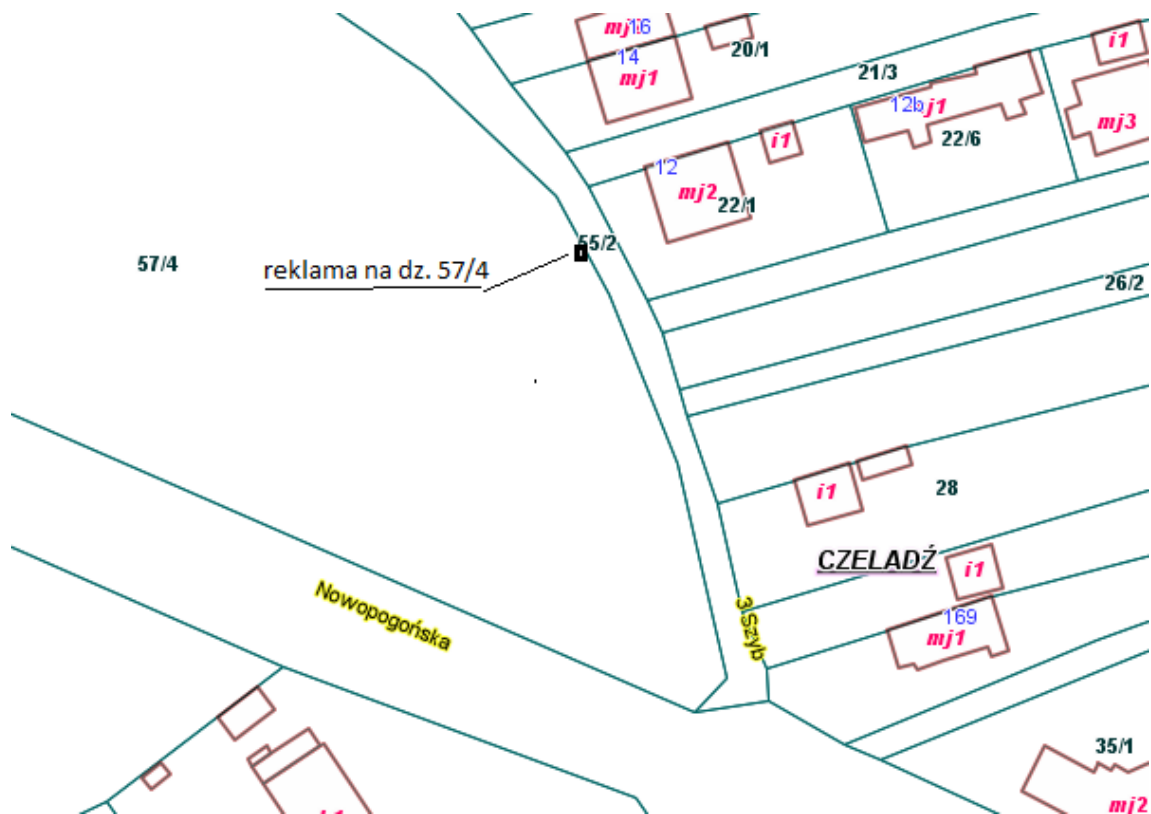 mj1
16
14
mj1
20/1
i1
21/3
12b
j1
mj3
i1
22/6
12
mj2
22/1
55/2
57/4
reklama na dz. 57/4
26/2
i1
28
CZELADŹ
i1
Nowopogońska
3 Szyb
169
mj1
35/1
mj2